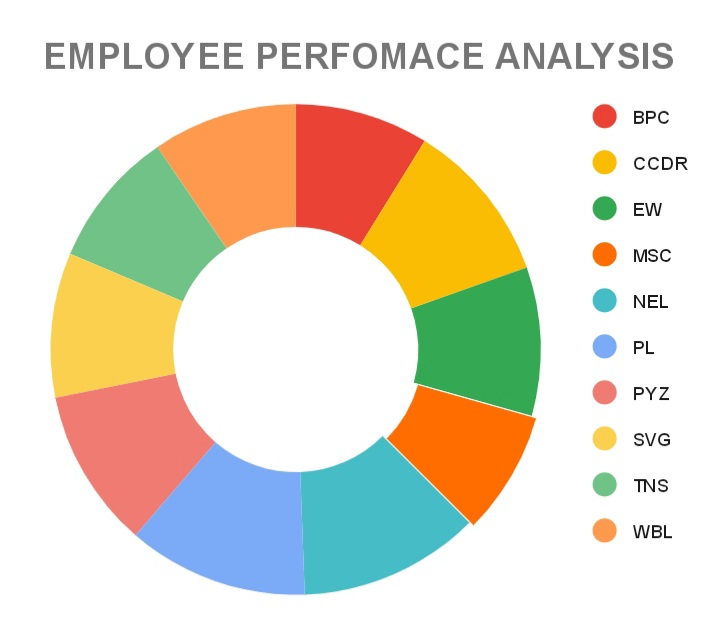 EMPLOYEE PERFOMACE ANALYSIS
BPC
CCDR
EW
MSC
NEL
PL
PYZ
SVG
TNS
WBL